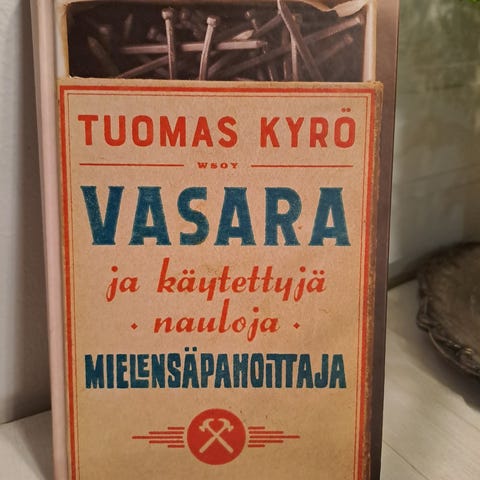 TUOMAS KYRÖ
WSOY
VASARA
ja käytettyjä
· nauloja ·
MIELENSÄPAHOITTAJA